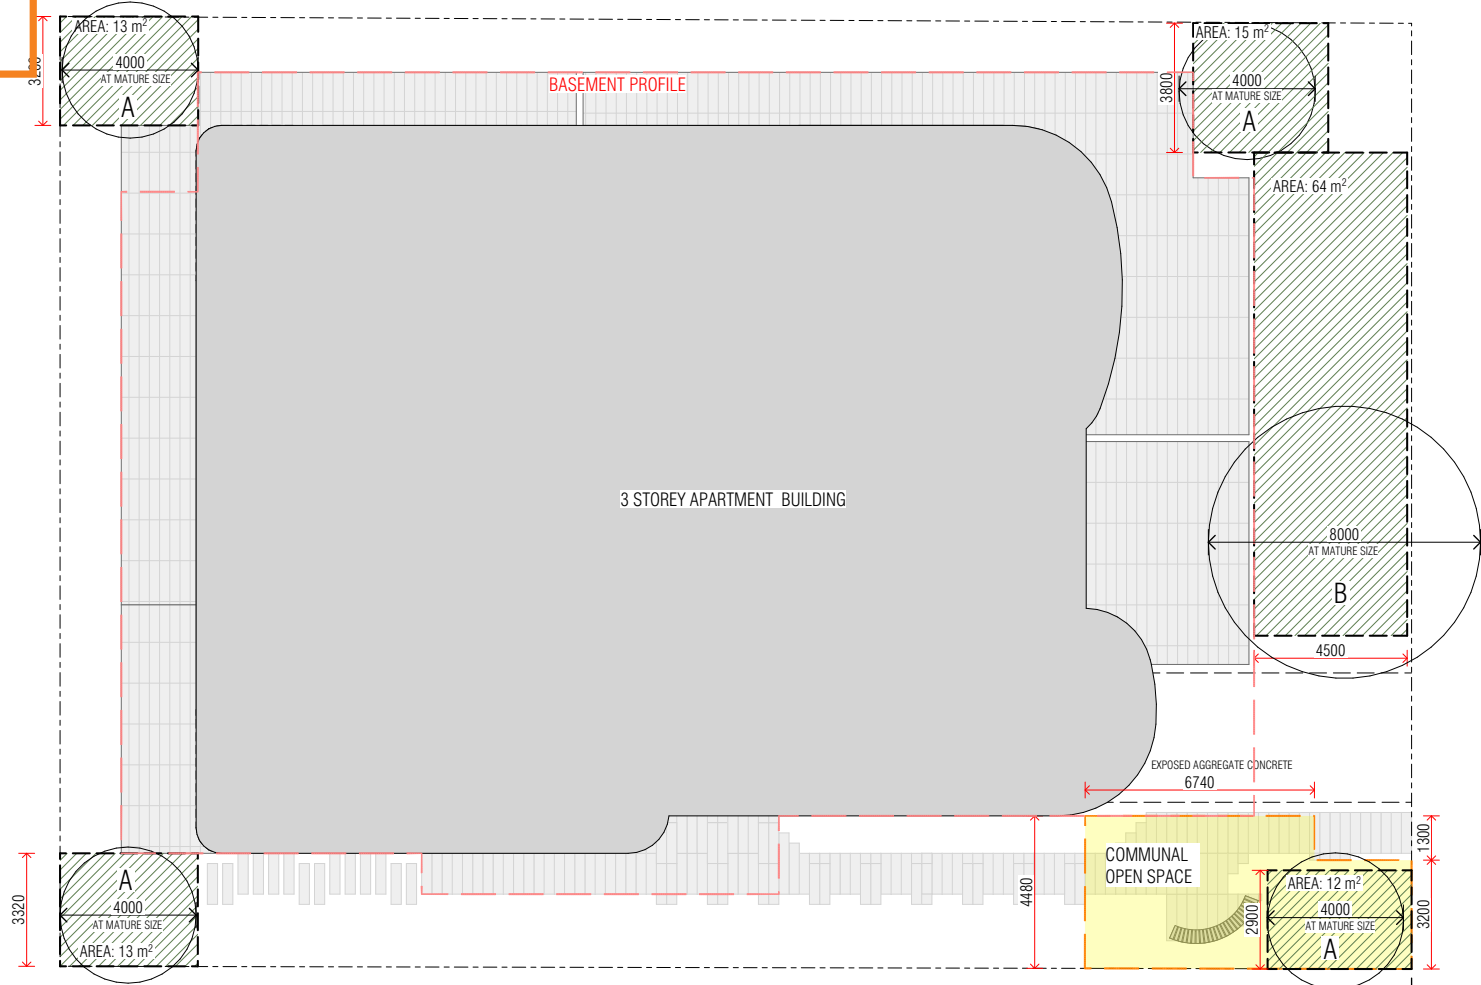 AREA: 13 m²
4000
AT MATURE SIZE
A
BASEMENT PROFILE
AREA: 15 m²
3800
4000
AT MATURE SIZE
A
AREA: 64 m²
3 STOREY APARTMENT BUILDING
8000
AT MATURE SIZE
B
4500
EXPOSED AGGREGATE CONCRETE
6740
1300
COMMUNAL
OPEN SPACE
4480
2900
AREA: 12 m²
4000
AT MATURE SIZE
A
3200
3320
A
4000
AT MATURE SIZE
AREA: 13 m²